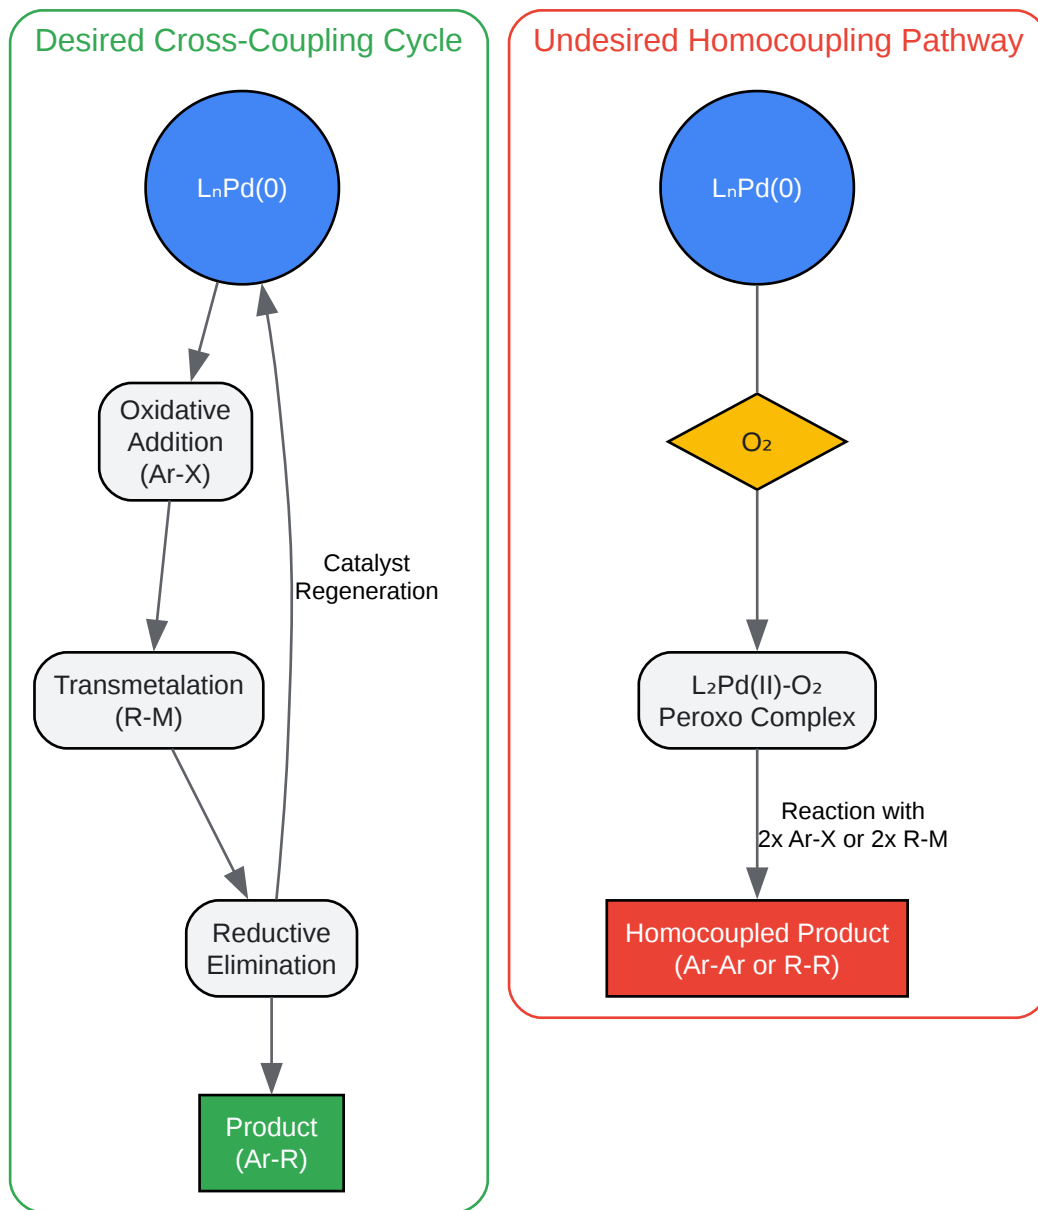 Desired Cross-Coupling Cycle
LₙPd(0)
Oxidative
Addition
(Ar-X)
Catalyst
Regeneration
Transmetalation
(R-M)
Reductive
Elimination
Product
(Ar-R)
Undesired Homocoupling Pathway
LₙPd(0)
O₂
L₂Pd(II)-O₂
Peroxo Complex
Reaction with
2x Ar-X or 2x R-M
Homocoupled Product
(Ar-Ar or R-R)